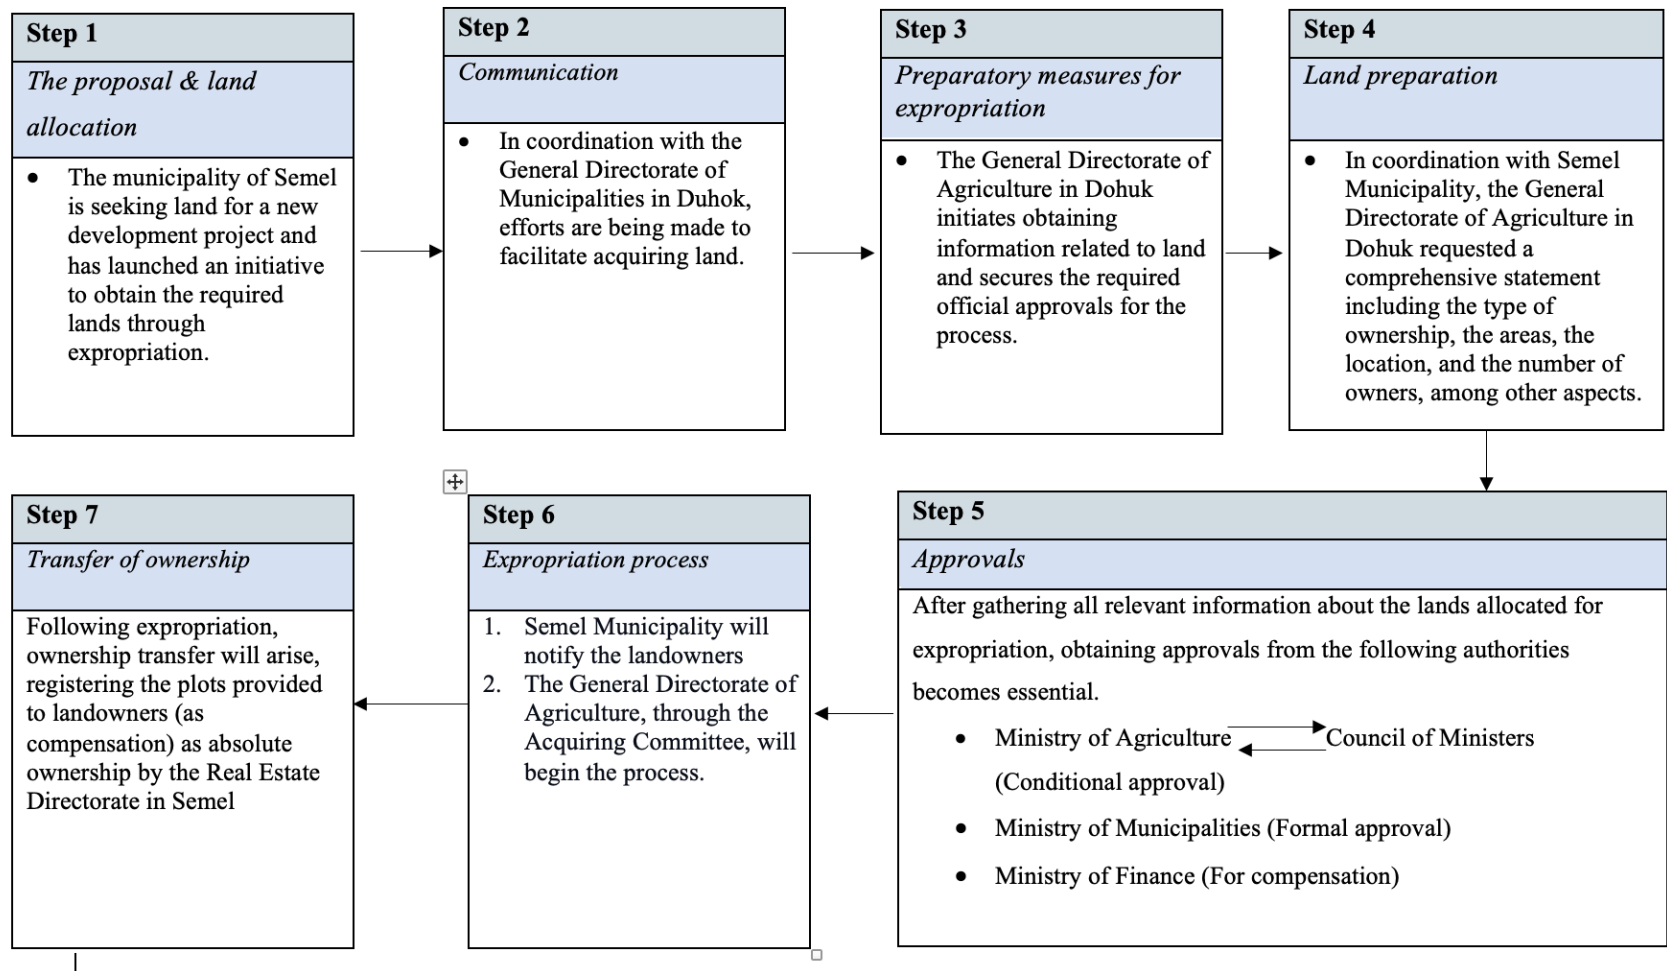 Step 1
The proposal & land
allocation
• The municipality of Semel
is seeking land for a new
development project and
has launched an initiative
to obtain the required
lands through
expropriation.
Step 2
Communication
• In coordination with the
General Directorate of
Municipalities in Duhok,
efforts are being made to
facilitate acquiring land.
Step 3
Preparatory measures for
expropriation
• The General Directorate of
Agriculture in Dohuk
initiates obtaining
information related to land
and secures the required
official approvals for the
process.
Step 4
Land preparation
• In coordination with Semel
Municipality, the General
Directorate of Agriculture in
Dohuk requested a
comprehensive statement
including the type of
ownership, the areas, the
location, and the number of
owners, among other aspects.
Step 5
Approvals
After gathering all relevant information about the lands allocated for
expropriation, obtaining approvals from the following authorities
becomes essential.
• Ministry of Agriculture Council of Ministers
(Conditional approval)
• Ministry of Municipalities (Formal approval)
• Ministry of Finance (For compensation)
Step 6
Expropriation process
1. Semel Municipality will
notify the landowners
2. The General Directorate of
Agriculture, through the
Acquiring Committee, will
begin the process.
Step 7
Transfer of ownership
Following expropriation,
ownership transfer will arise,
registering the plots provided
to landowners (as
compensation) as absolute
ownership by the Real Estate
Directorate in Semel